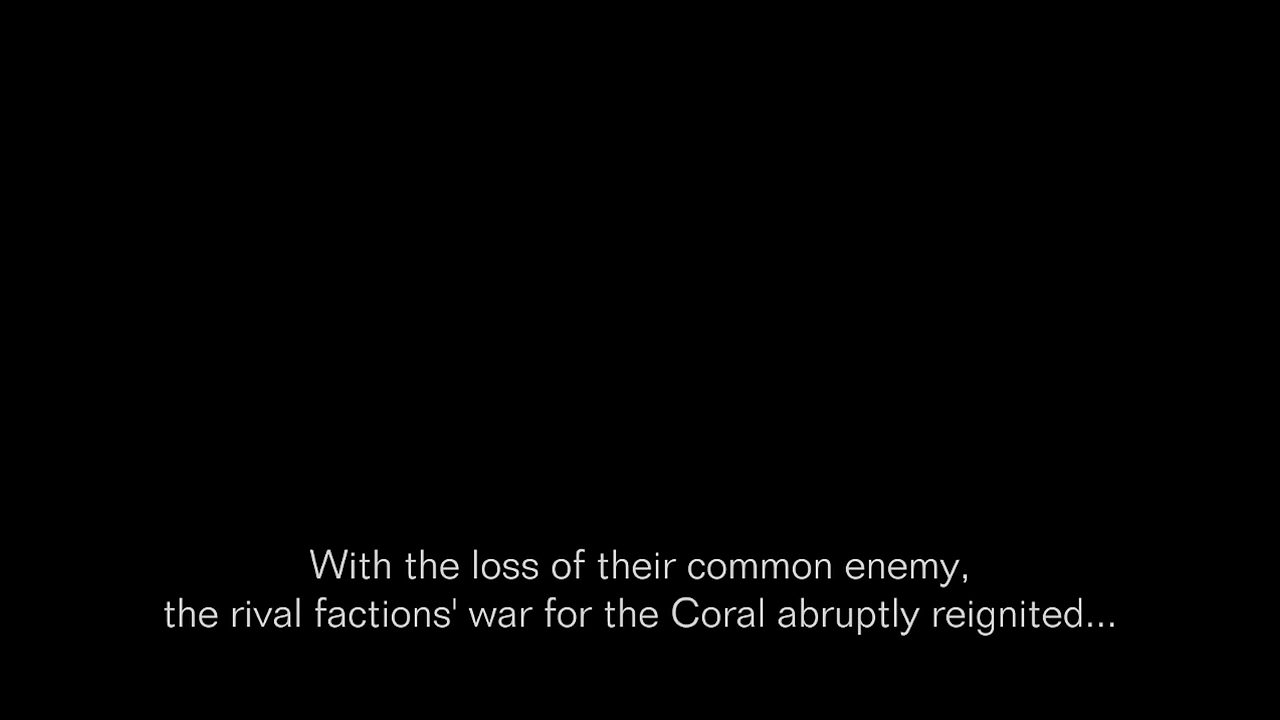 With the loss of their common enemy,
the rival factions' war for the Coral abruptly reignited...